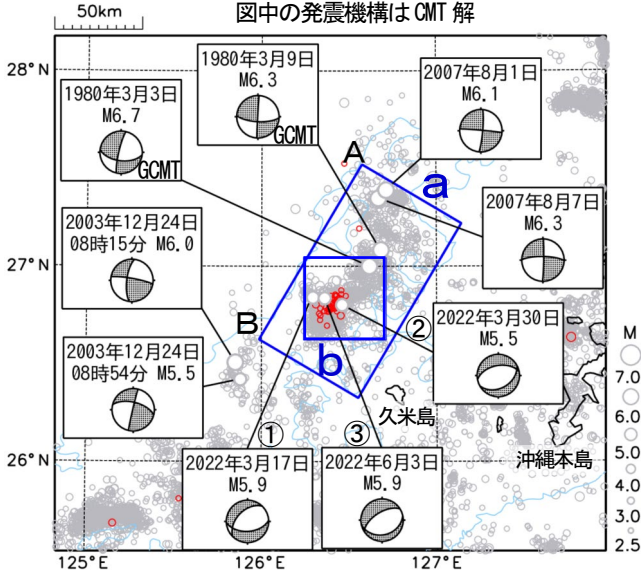 50km
図中の発震機構は CMT 解
28°N
27°N
26°N
125°E
126°E
127°E
1980年3月3日
M6.7
GCMT
1980年3月9日
M6.3
GCMT
2007年8月1日
M6.1
2007年8月7日
M6.3
2003年12月24日
08時15分 M6.0
2003年12月24日
08時54分 M5.5
2022年3月30日
M5.5
2022年3月17日
M5.9
2022年6月3日
M5.9
A
B
a
b
①
②
③
久米島
沖縄本島
M
7.0
6.0
5.0
4.0
3.0
2.5